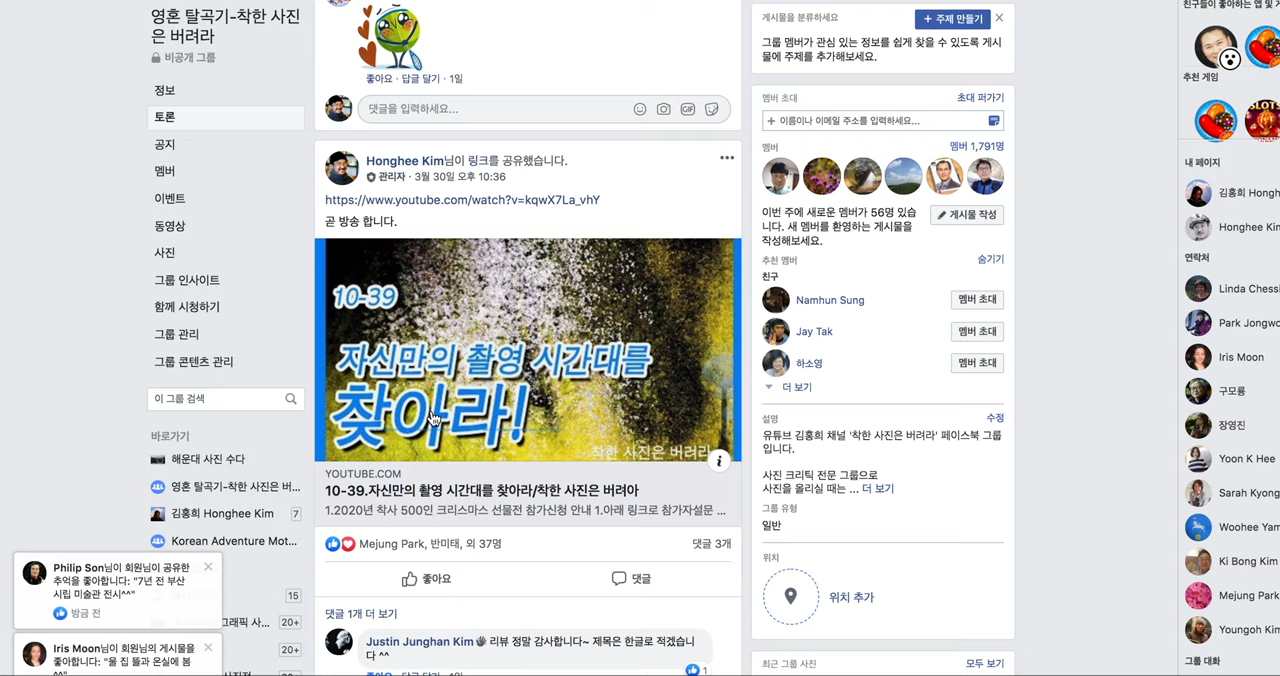 영혼 탈곡기-착한 사진
은 버려라
비공개 그룹
정보
토론
공지
멤버
이벤트
동영상
사진
그룹 인사이트
함께 시청하기
그룹 관리
그룹 콘텐츠 관리
이 그룹 검색
바로가기
해운대 사진 수다
영혼 탈곡기-착한 사진은 버...
김홍희 Honghee Kim
7
Korean Adventure Mot...
15
그래픽 사...
20+
20+
Philip Son님이 회원님이 공유한
추억을 좋아합니다: "7년 전 부산
시립 미술관 전시^^"
방금 전
Iris Moon님이 회원님의 게시물을
좋아합니다: "울 집 뜰과 온실에 봄
^^"
좋아요 · 답글 달기 · 1일
댓글을 입력하세요...
GIF
Honghee Kim님이 링크를 공유했습니다.
관리자 · 3월 30일 오후 10:36
https://www.youtube.com/watch?v=kqwX7La_vhY
곧 방송 합니다.
10-39
자신만의 촬영 시간대를
찾아라!
착한 사진은 버려라
YOUTUBE.COM
10-39.자신만의 촬영 시간대를 찾아라/착한 사진은 버려아
1.2020년 착사 500인 크리스마스 선물전 참가신청 안내 1.아래 링크로 참가자설문 ...
Mejung Park, 반미태, 외 37명
댓글 3개
좋아요
댓글
댓글 1개 더 보기
Justin Junghan Kim 리뷰 정말 감사합니다~ 제목은 한글로 적겠습니
다 ^^
1
좋아요 · 답글 달기 · 1일
게시물을 분류하세요
+ 주제 만들기
그룹 멤버가 관심 있는 정보를 쉽게 찾을 수 있도록 게시
물에 주제를 추가해보세요.
멤버 초대
초대 퍼가기
+ 이름이나 이메일 주소를 입력하세요...
멤버
멤버 1,791명
이번 주에 새로운 멤버가 56명 있습
니다. 새 멤버를 환영하는 게시물을
작성해보세요.
게시물 작성
추천 멤버
숨기기
친구
Namhun Sung
멤버 초대
Jay Tak
멤버 초대
하소영
멤버 초대
더 보기
설명
수정
유튜브 김홍희 채널 '착한 사진은 버려라' 페이스북 그룹
입니다.
사진 크리틱 전문 그룹으로
사진을 올리실 때는 ... 더 보기
그룹 유형
일반
위치
위치 추가
최근 그룹 사진
모두 보기
친구들이 좋아하는 앱 및 게
추천 게임
SLOTS
내 페이지
김홍희 Hongh
Honghee Kim
연락처
Linda Chessi
Park Jongwo
Iris Moon
구모룡
장영진
Yoon K Hee
Sarah Kyong
Woohee Yam
Ki Bong Kim
Mejung Park
Youngoh Kim
그룹 대화